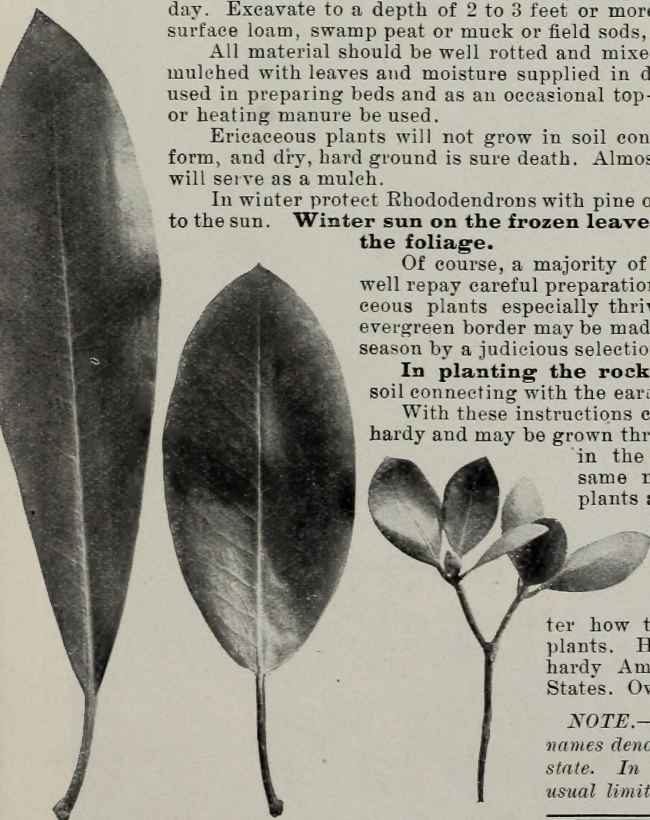 day. Excavate to a depth of 2 to 3 feet or more
surface loam, swamp peat or muck or field sods,
All material should be well rotted and mixe
mulched with leaves and moisture supplied in d
used in preparing beds and as an occasional top-
or heating manure be used.
Ericaceous plants will not grow in soil con
form, and dry, hard ground is sure death. Almos
will serve as a mulch.
In winter protect Rhododendrons with pine o
to the sun. Winter sun on the frozen leave
the foliage.
Of course, a majority of
well repay careful preparation
ceous plants especially thriv
evergreen border may be mad
season by a judicious selectio
In planting the rock
soil connecting with the eart
With these instructions c
hardy and may be grown thr
in the
same
plants a
ter how t
plants. H
hardy Am
States. Ov
NOTE.—
names deno
state. In
usual limit